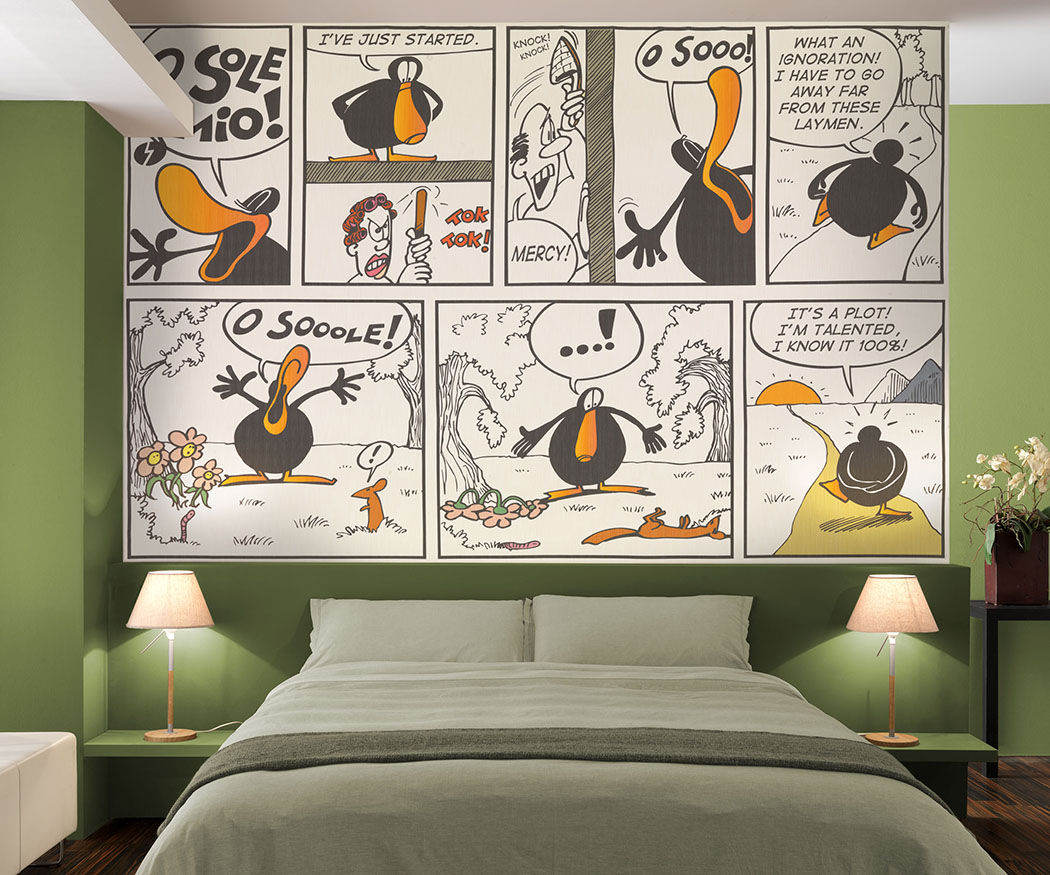 O SOLE
MIO!
I'VE JUST STARTED.
TOK
TOK!
KNOCK!
KNOCK!
MERCY!
O Sooo!
WHAT AN
IGNORATION!
I HAVE TO GO
AWAY FAR
FROM THESE
LAYMEN.
O SOOOLE!
!
...!
IT'S A PLOT!
I'M TALENTED,
I KNOW IT 100%!